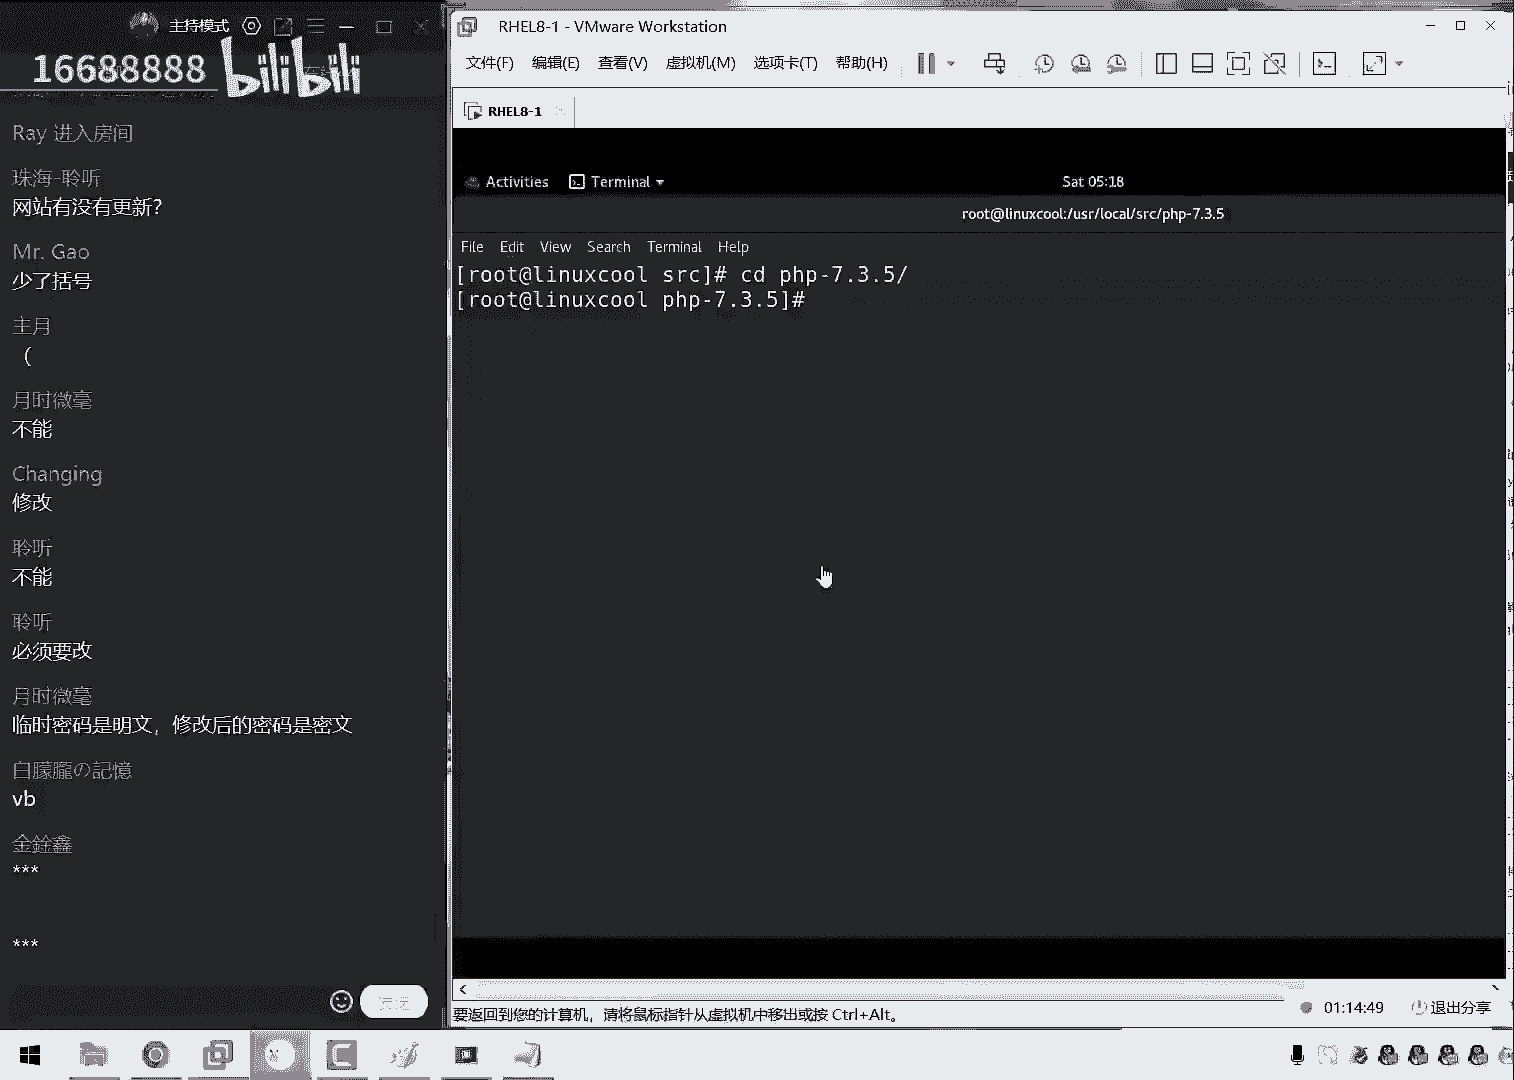 主持模式
16688888
bilibili
Ray 进入房间
珠海-聆听
网站有没有更新？
Mr. Gao
少了括号
主月
（
月时微毫
不能
Changing
修改
聆听
不能
聆听
必须要改
月时微毫
临时密码是明文，修改后的密码是密文
白朦朧の記憶
vb
金銓鑫
***
***
RHEL8-1 - VMware Workstation
文件(F) 编辑(E) 查看(V) 虚拟机(M) 选项卡(T) 帮助(H)
RHEL8-1
Activities Terminal Sat 05:18
root@linuxcool:/usr/local/src/php-7.3.5
File Edit View Search Terminal Help
[root@linuxcool src]# cd php-7.3.5/
[root@linuxcool php-7.3.5]#
01:14:49 退出分享
要返回到您的计算机，请将鼠标指针从虚拟机中移出或按 Ctrl+Alt。